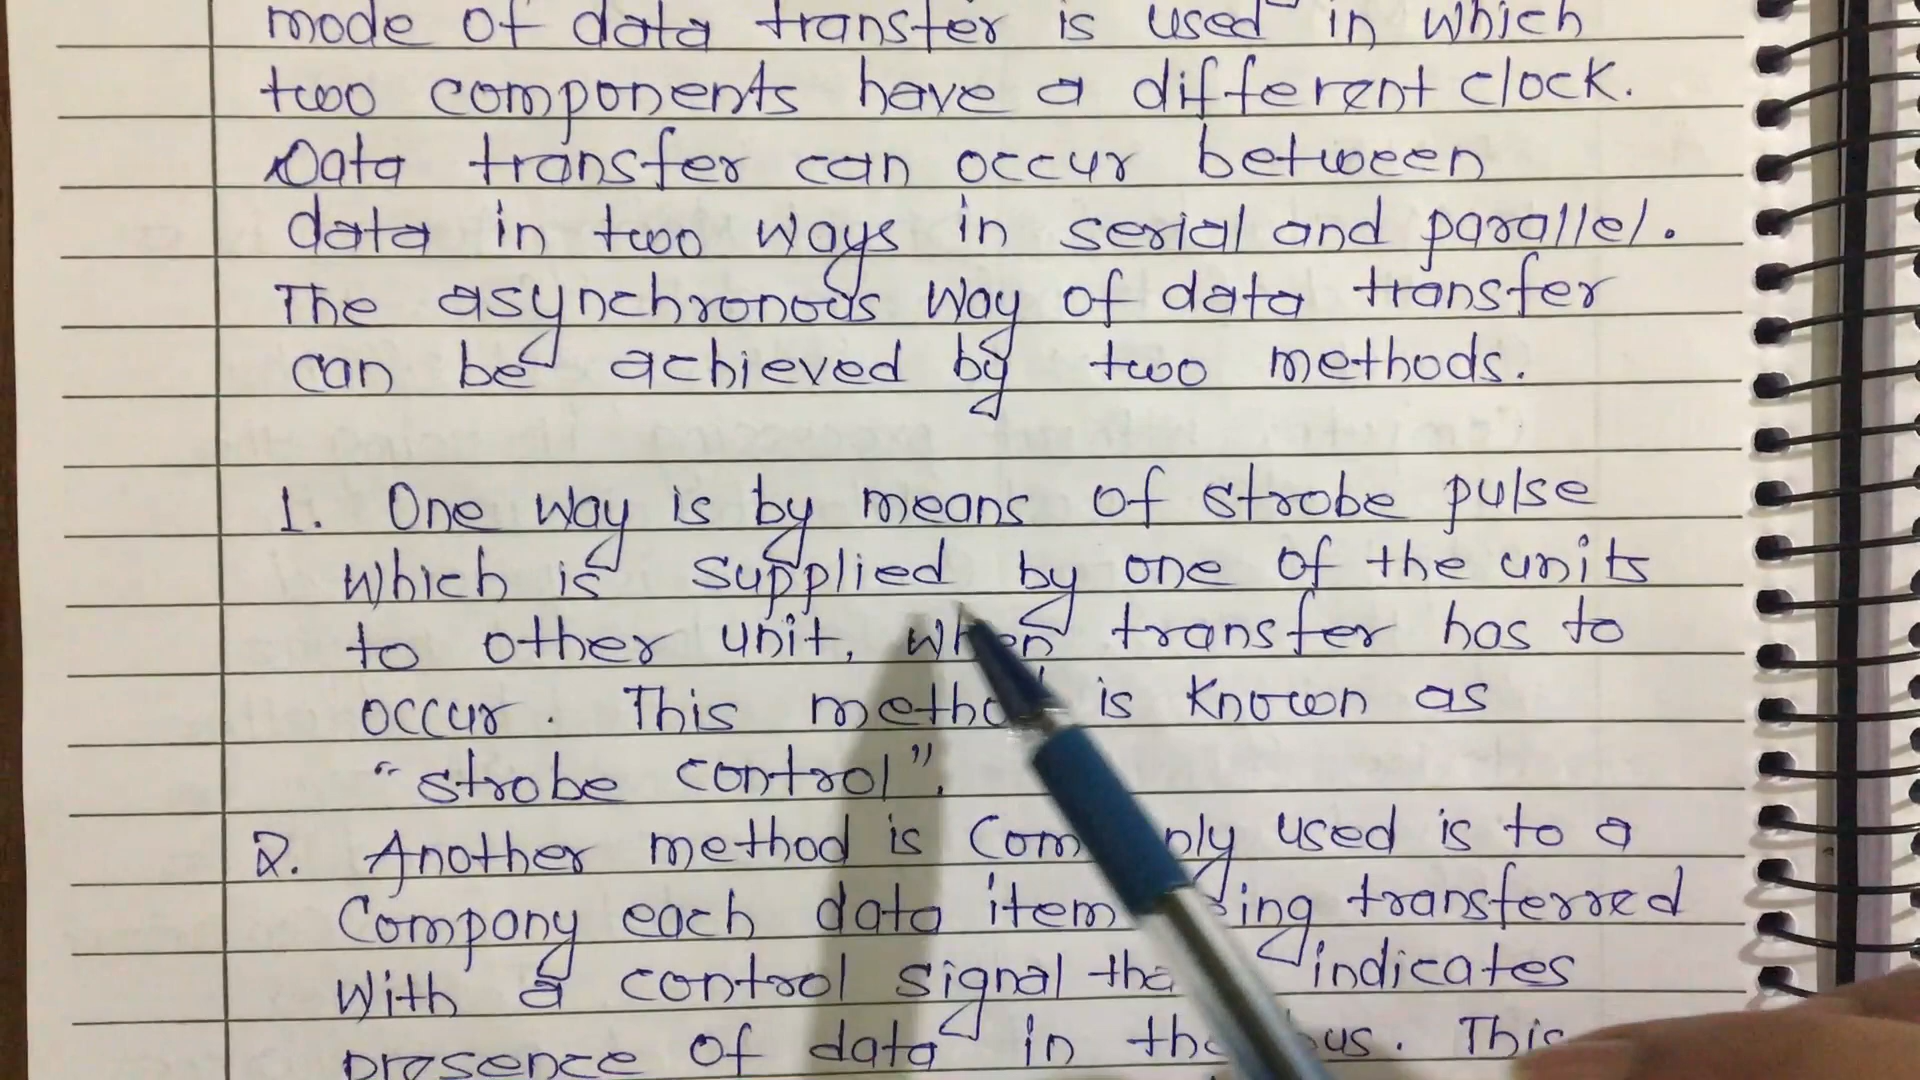 mode of data transfer is used in which
two components have a different clock.
Data transfer can occur between
data in two ways in serial and parallel.
The asynchronous way of data transfer
can be achieved by two methods.
1. One way is by means of strobe pulse
which is supplied by one of the units
to other unit, when transfer has to
occur. This method is known as
"strobe control".
2. Another method is used is to a
Company each data item transferred
with a control signal indicates
presence of data in the bus. This